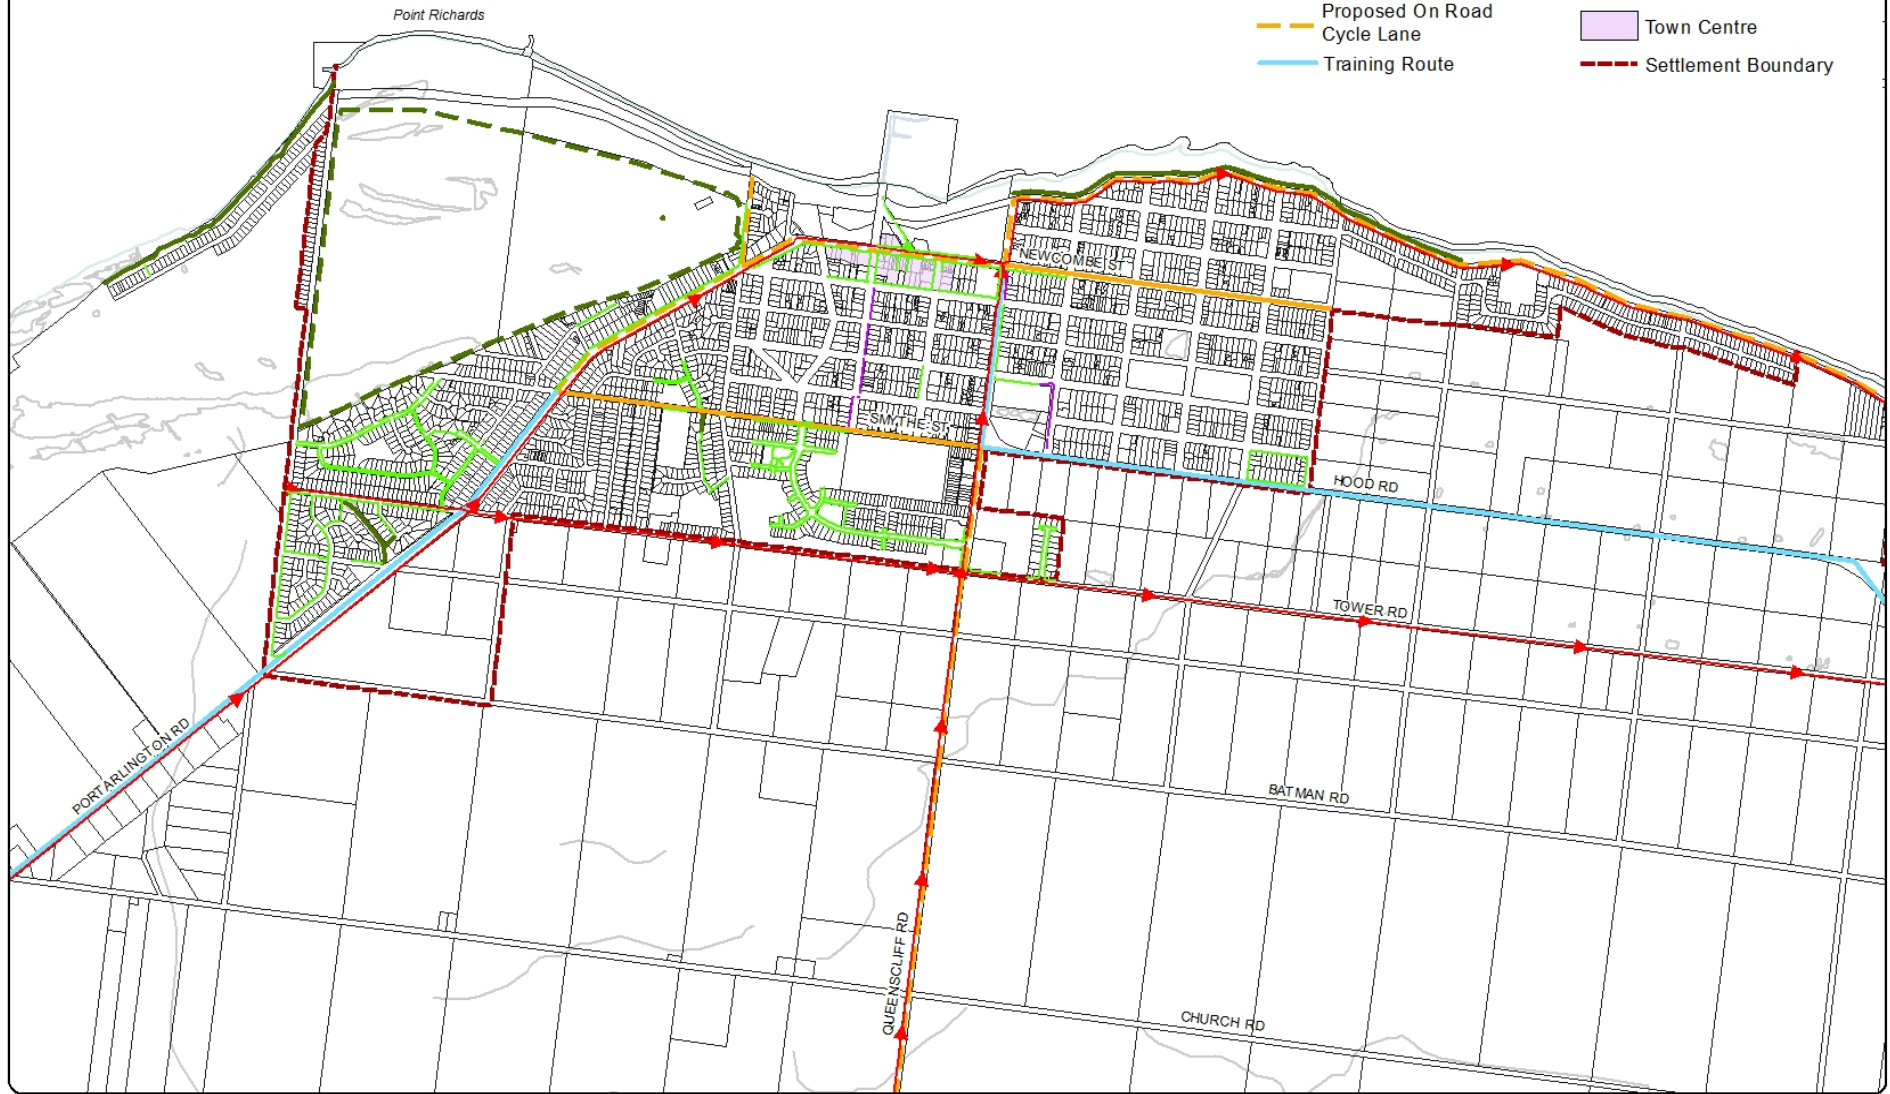 Point Richards
Proposed On Road
Cycle Lane
Town Centre
Training Route
Settlement Boundary
NEWCOMBE ST
SMYTHE ST
HOOD RD
TOWER RD
PORTARLINGTON RD
BATMAN RD
QUEENSCLIFF RD
CHURCH RD